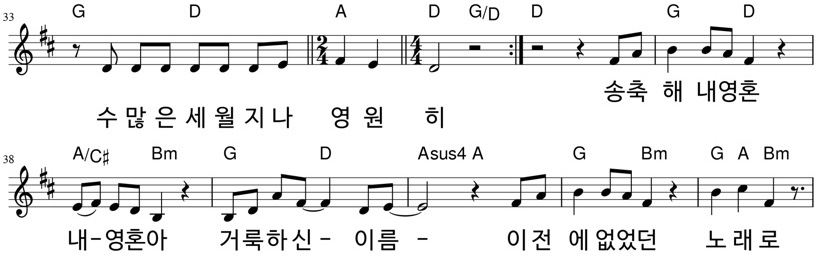 33 G D A D G/D D G D
2/4 4/4
송축 해 내영혼
수 많 은 세 월 지 나 영 원 히
38 A/C♯ Bm G D Asus4 A G Bm G A Bm
내-영혼아 거룩하신- 이름 - 이전 에없었던 노래로